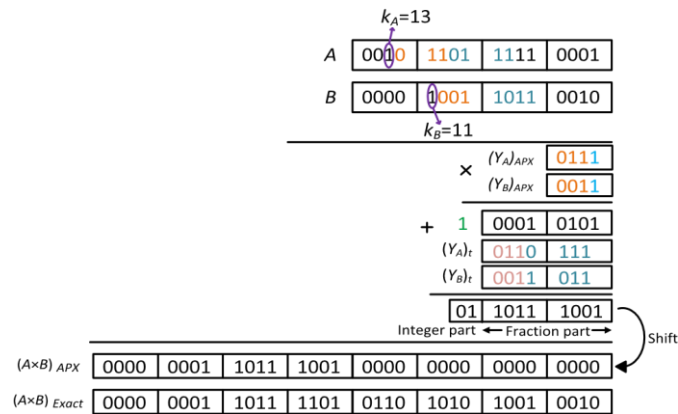 k_A=13
A 0010 1101 1111 0001
B 0000 1001 1011 0010
k_B=11
× (Y_A)_APX 0111
(Y_B)_APX 0011
+ 1 0001 0101
(Y_A)_t 0110 111
(Y_B)_t 0011 011
01 1011 1001
Integer part Fraction part Shift
(A×B)_APX 0000 0001 1011 1001 0000 0000 0000 0000
(A×B)_Exact 0000 0001 1011 1101 0110 1010 1001 0010